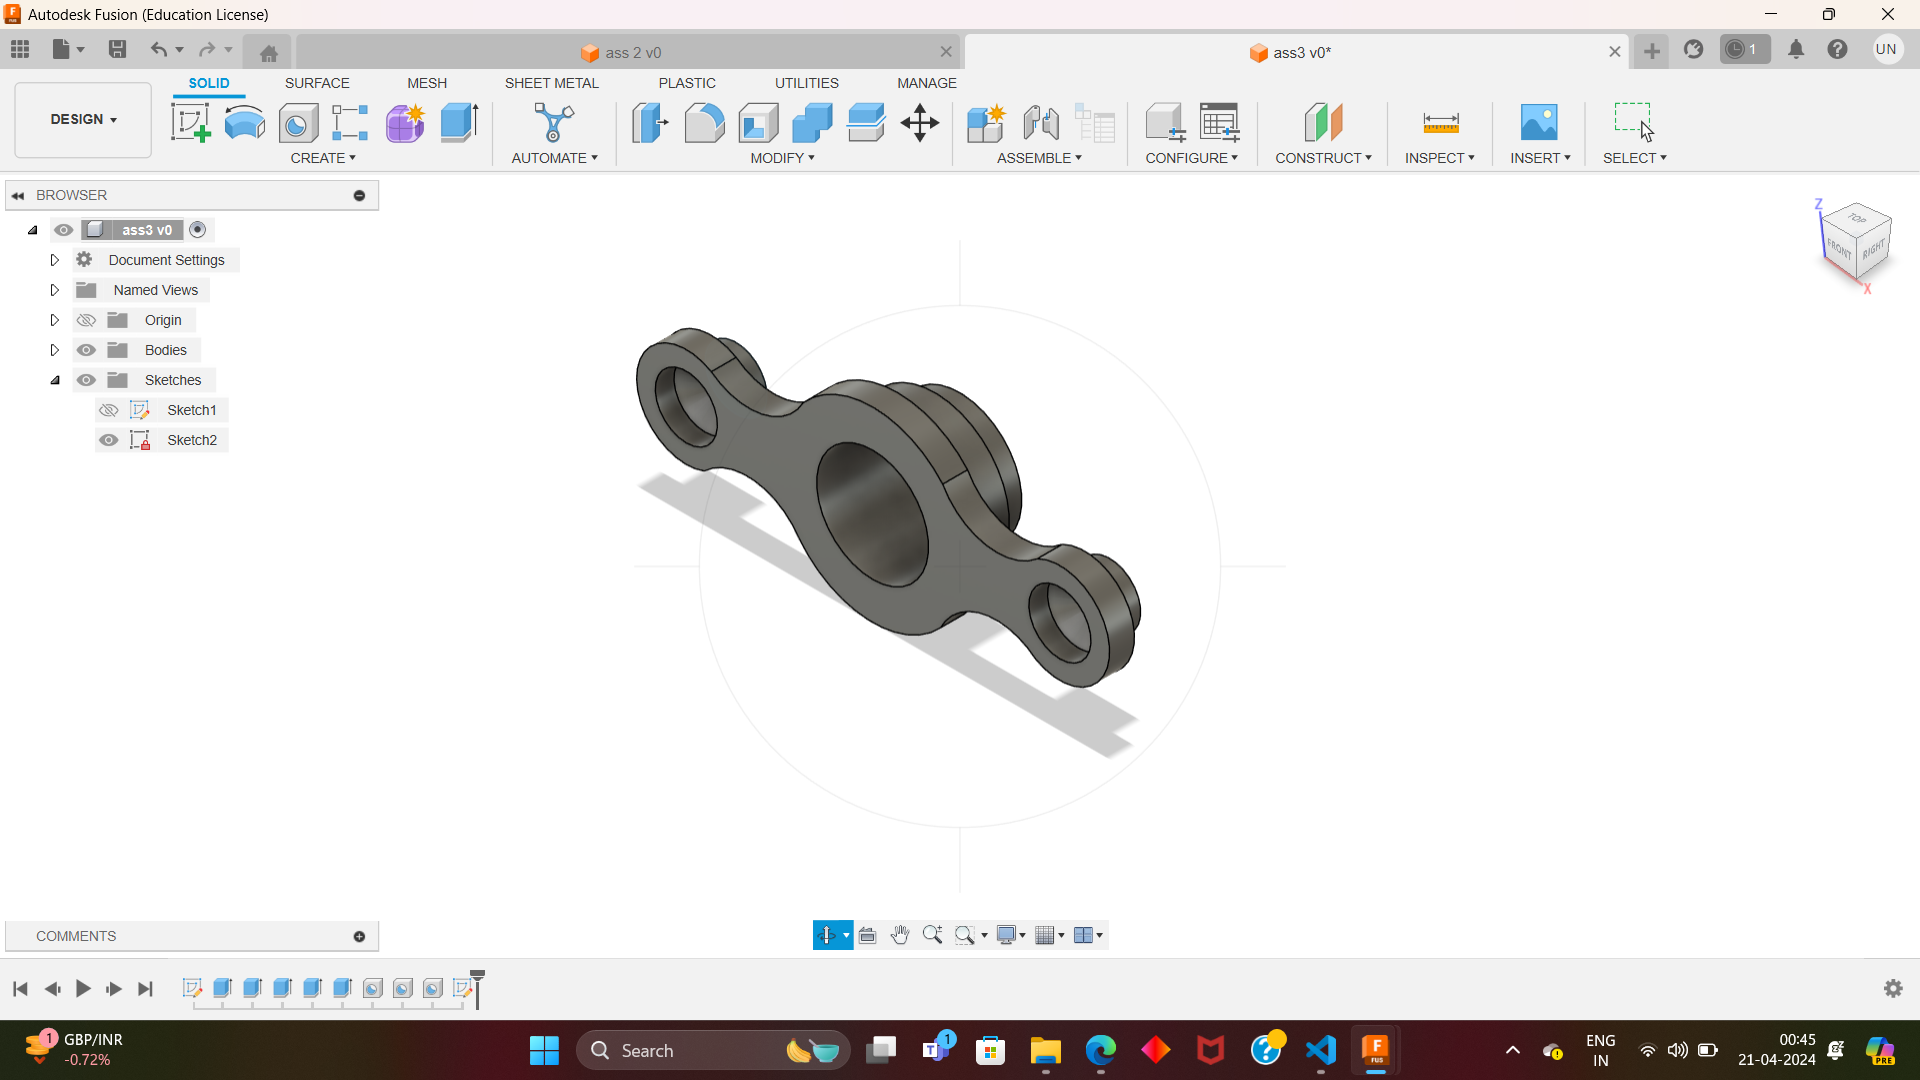 Autodesk Fusion (Education License)
ass 2 v0
ass3 v0*
1
UN
DESIGN
SOLID
SURFACE
MESH
SHEET METAL
PLASTIC
UTILITIES
MANAGE
CREATE
AUTOMATE
MODIFY
ASSEMBLE
CONFIGURE
CONSTRUCT
INSPECT
INSERT
SELECT
BROWSER
ass3 v0
Document Settings
Named Views
Origin
Bodies
Sketches
Sketch1
Sketch2
Z
TOP
FRONT
RIGHT
X
COMMENTS
1
GBP/INR
-0.72%
Search
1
T
F
FUS
ENG
IN
00:45
21-04-2024
PRE